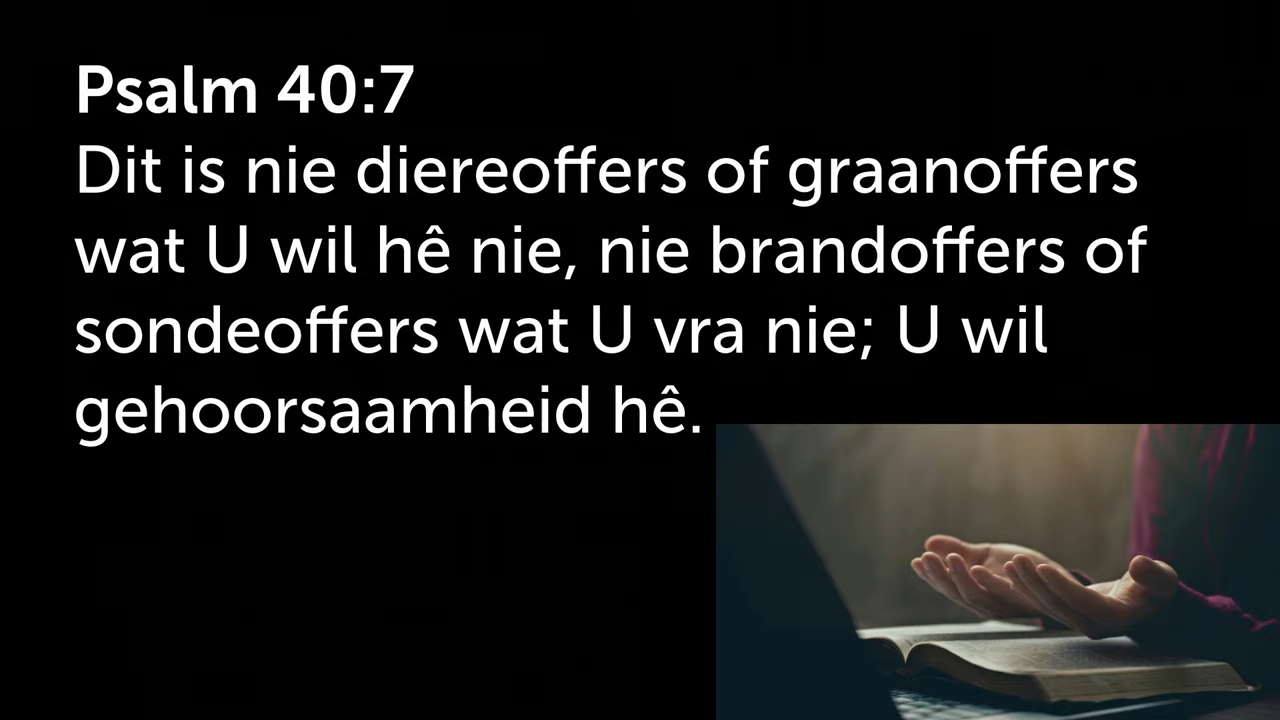 Psalm 40:7
Dit is nie diereoffers of graanoffers
wat U wil hê nie, nie brandoffers of
sondeoffers wat U vra nie; U wil
gehoorsaamheid hê.